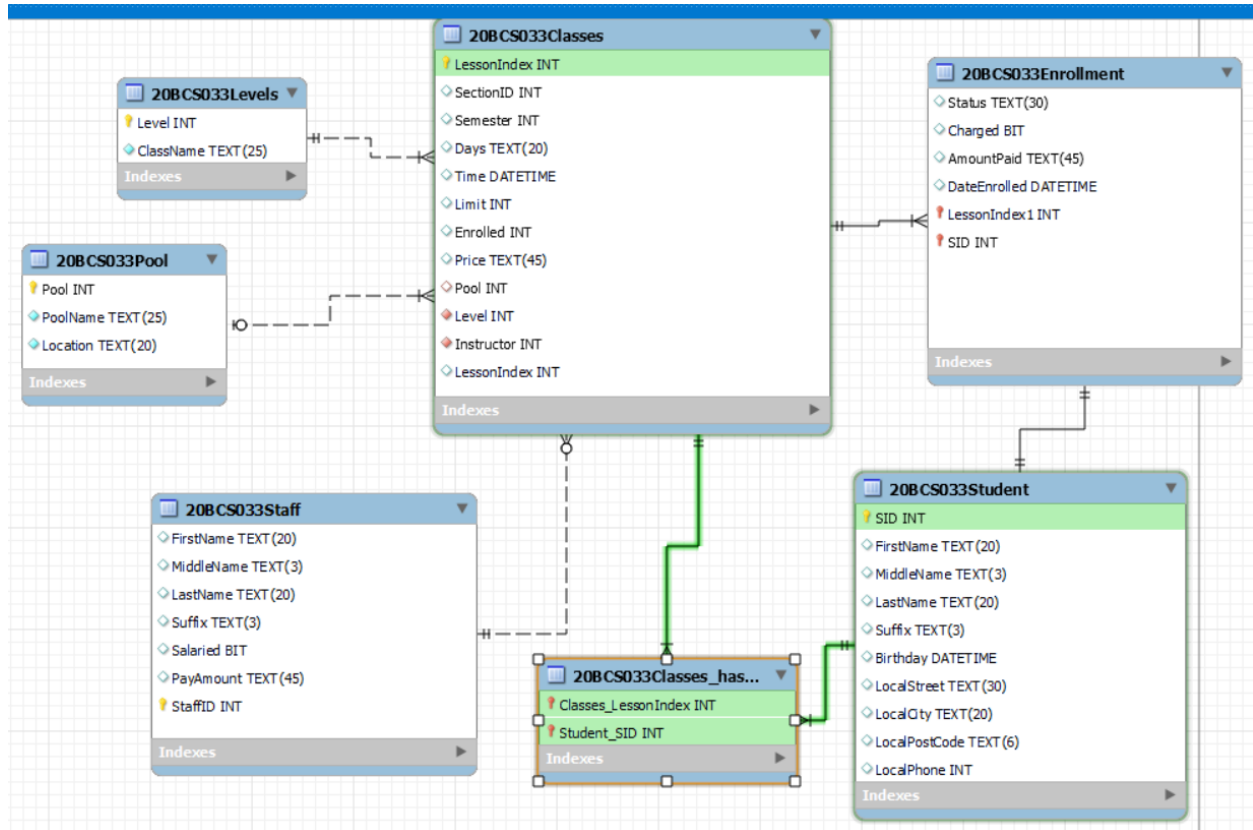 20BCS033Classes
LessonIndex INT
SectionID INT
Semester INT
Days TEXT(20)
Time DATETIME
Limit INT
Enrolled INT
Price TEXT(45)
Pool INT
Level INT
Instructor INT
LessonIndex INT
Indexes
20BCS033Levels
Level INT
ClassName TEXT(25)
Indexes
20BCS033Pool
Pool INT
PoolName TEXT(25)
Location TEXT(20)
Indexes
20BCS033Enrollment
Status TEXT(30)
Charged BIT
AmountPaid TEXT(45)
DateEnrolled DATETIME
LessonIndex1 INT
SID INT
Indexes
20BCS033Staff
FirstName TEXT(20)
MiddleName TEXT(3)
LastName TEXT(20)
Suffix TEXT(3)
Salaried BIT
PayAmount TEXT(45)
StaffID INT
Indexes
20BCS033Classes_has...
Classes_LessonIndex INT
Student_SID INT
Indexes
20BCS033Student
SID INT
FirstName TEXT(20)
MiddleName TEXT(3)
LastName TEXT(20)
Suffix TEXT(3)
Birthday DATETIME
LocalStreet TEXT(30)
LocalCity TEXT(20)
LocalPostCode TEXT(6)
LocalPhone INT
Indexes